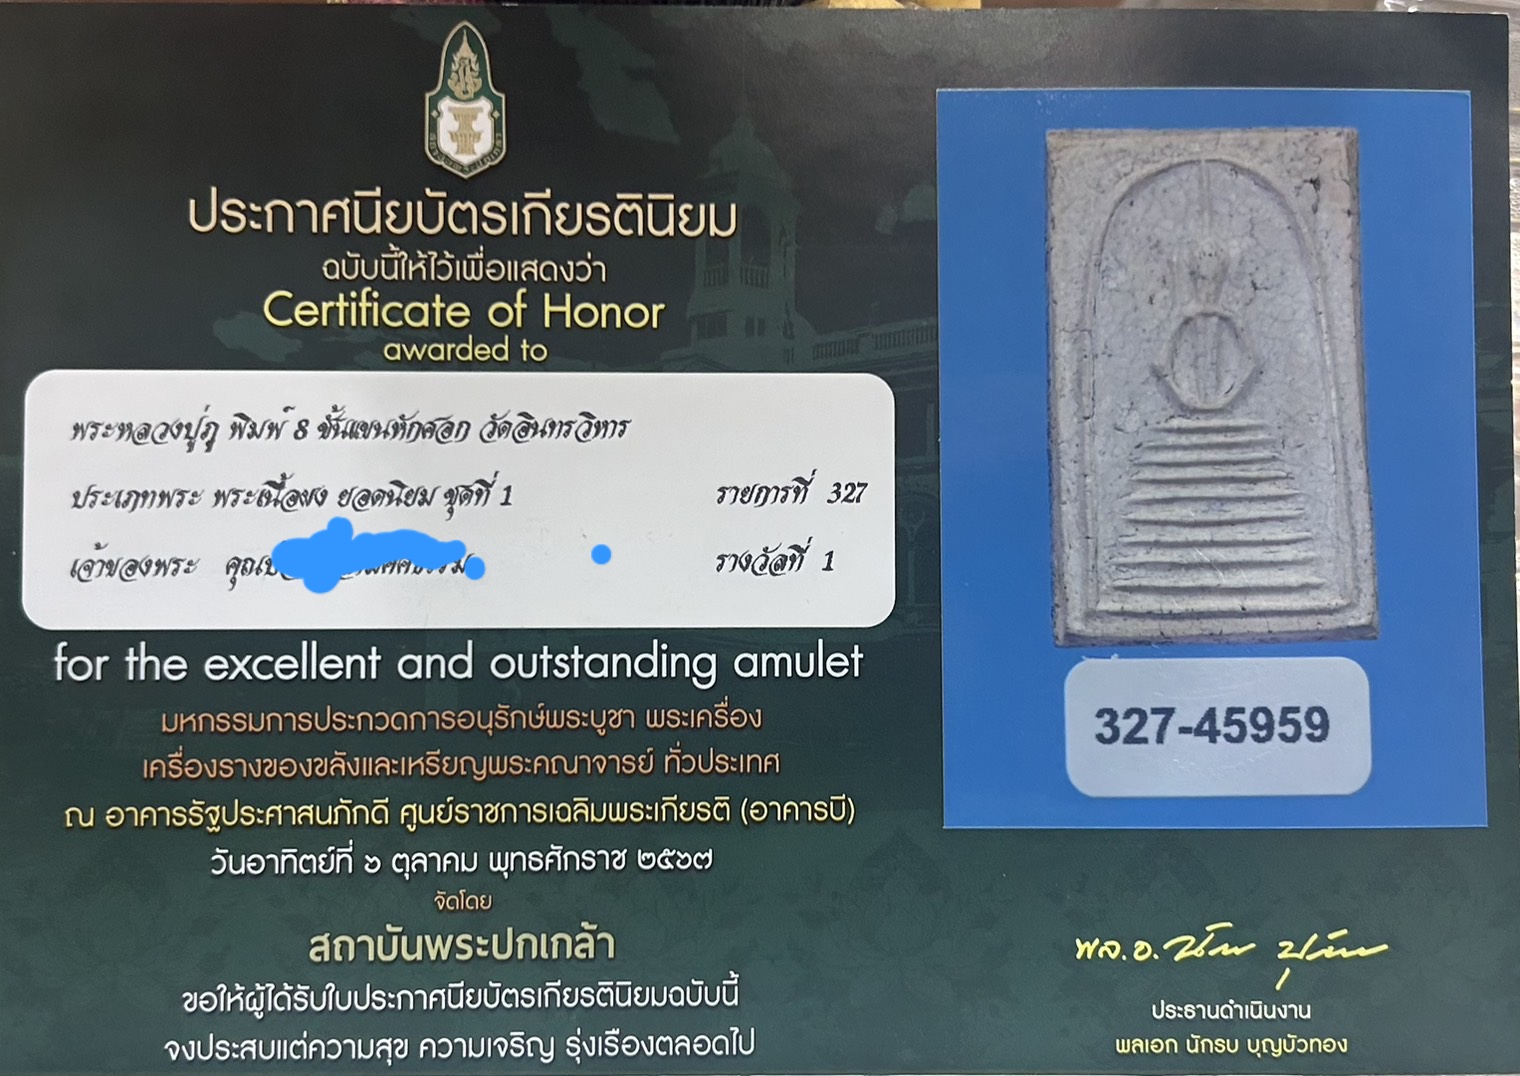 ประกาศนียบัตรเกียรตินิยม
ฉบับนี้ให้ไว้เพื่อแสดงว่า
Certificate of Honor
awarded to
พระหลวงปู่ภู พิมพ์ 8 ชั้นแขนหักศอก วัดอินทรวิหาร
ประเภทพระ พระเนื้อผง ยอดนิยม ชุดที่ 1 รายการที่ 327
เจ้าของพระ รางวัลที่ 1
for the excellent and outstanding amulet
มหกรรมการประกวดการอนุรักษ์พระบูชา พระเครื่อง
เครื่องรางของขลังและเหรียญพระคณาจารย์ ทั่วประเทศ
ณ อาคารรัฐประศาสนภักดี ศูนย์ราชการเฉลิมพระเกียรติ (อาคารบี)
วันอาทิตย์ที่ ๖ ตุลาคม พุทธศักราช ๒๕๖๗
จัดโดย
สถาบันพระปกเกล้า
ขอให้ผู้ได้รับใบประกาศนียบัตรเกียรตินิยมฉบับนี้
จงประสบแต่ความสุข ความเจริญ รุ่งเรืองตลอดไป
327-45959
พล.อ.
ประธานดำเนินงาน
พลเอก นักรบ บุญบัวทอง